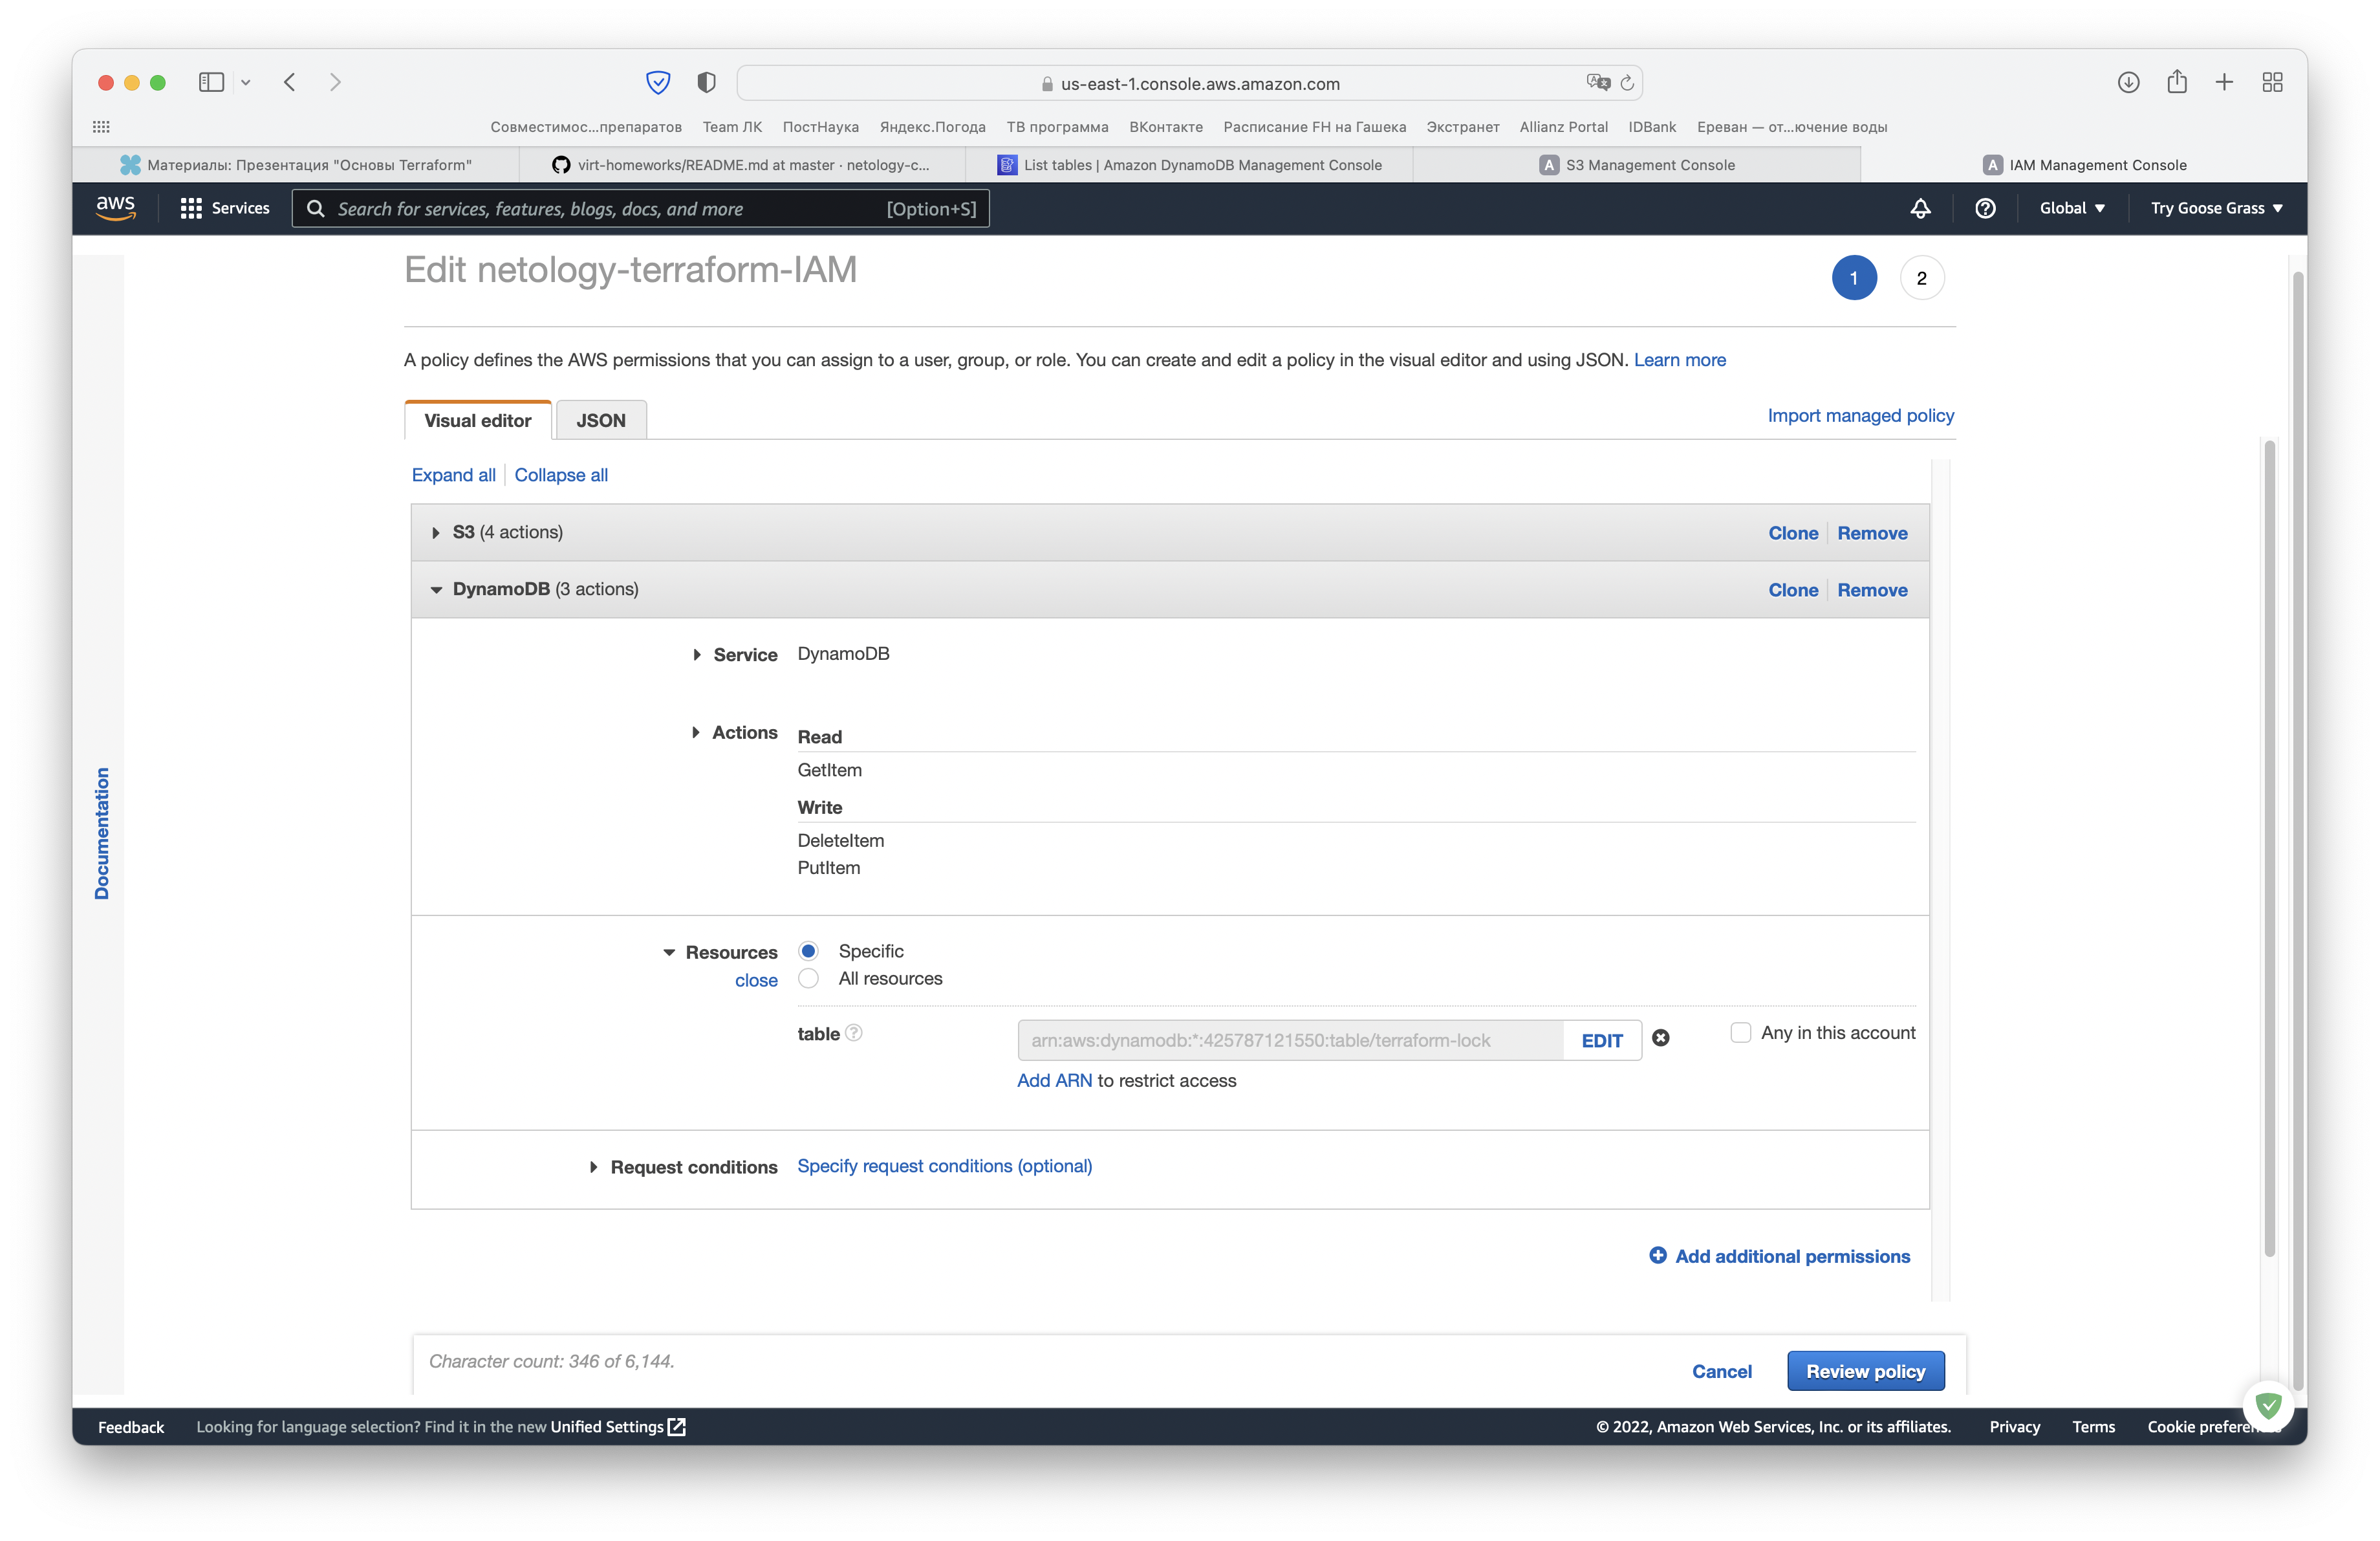 us-east-1.console.aws.amazon.com
Совместимос...препаратов Team ЛК ПостНаука Яндекс.Погода ТВ программа ВКонтакте Расписание FH на Гашека Экстранет Allianz Portal IDBank Ереван — от...ючение воды
Материалы: Презентация "Основы Terraform" virt-homeworks/README.md at master · netology-c... List tables | Amazon DynamoDB Management Console A S3 Management Console A IAM Management Console
aws Services Search for services, features, blogs, docs, and more [Option+S] Global Try Goose Grass
Edit netology-terraform-IAM 1 2
A policy defines the AWS permissions that you can assign to a user, group, or role. You can create and edit a policy in the visual editor and using JSON. Learn more
Visual editor JSON Import managed policy
Expand all Collapse all
S3 (4 actions) Clone Remove
DynamoDB (3 actions) Clone Remove
Service DynamoDB
Actions Read
GetItem
Write
DeleteItem
PutItem
Documentation
Resources Specific
close All resources
table ? arn:aws:dynamodb:*:425787121550:table/terraform-lock EDIT Any in this account
Add ARN to restrict access
Request conditions Specify request conditions (optional)
Add additional permissions
Character count: 346 of 6,144.
Cancel Review policy
Feedback Looking for language selection? Find it in the new Unified Settings © 2022, Amazon Web Services, Inc. or its affiliates. Privacy Terms Cookie